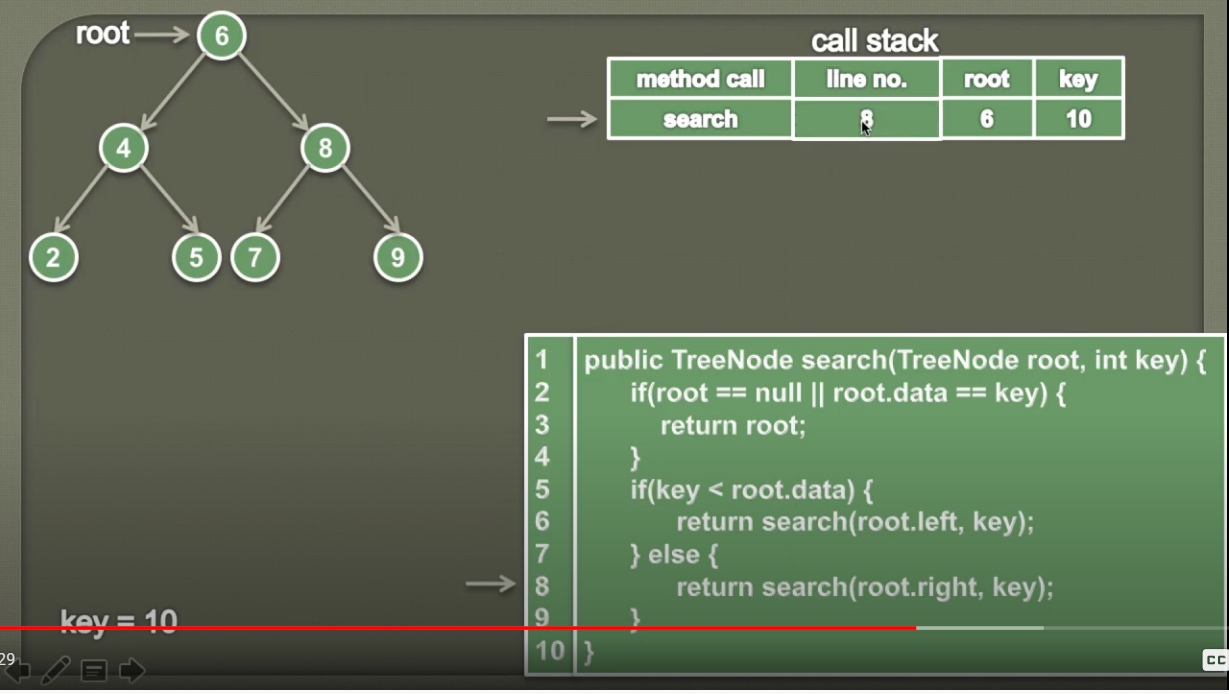 root
6
4
8
2
5
7
9
call stack
method call line no. root key
search 8 6 10
1 public TreeNode search(TreeNode root, int key) {
2 if(root == null || root.data == key) {
3 return root;
4 }
5 if(key < root.data) {
6 return search(root.left, key);
7 } else {
8 return search(root.right, key);
9 }
10 }
key = 10
29
CC